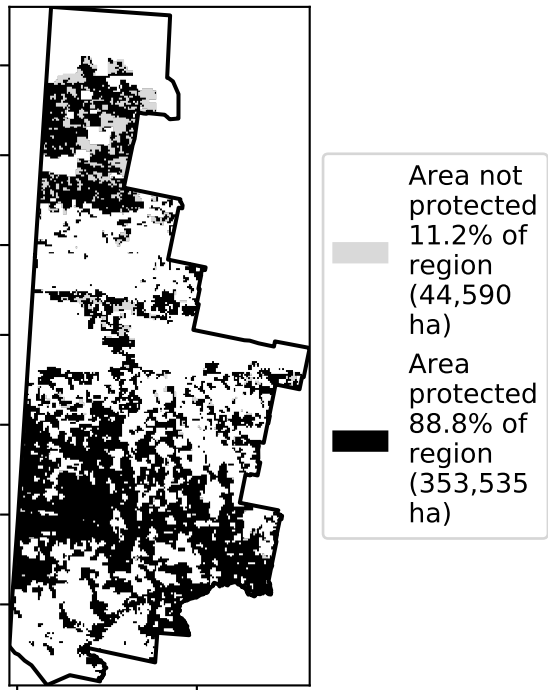 Area not
protected
11.2% of
region
(44,590
ha)
Area
protected
88.8% of
region
(353,535
ha)